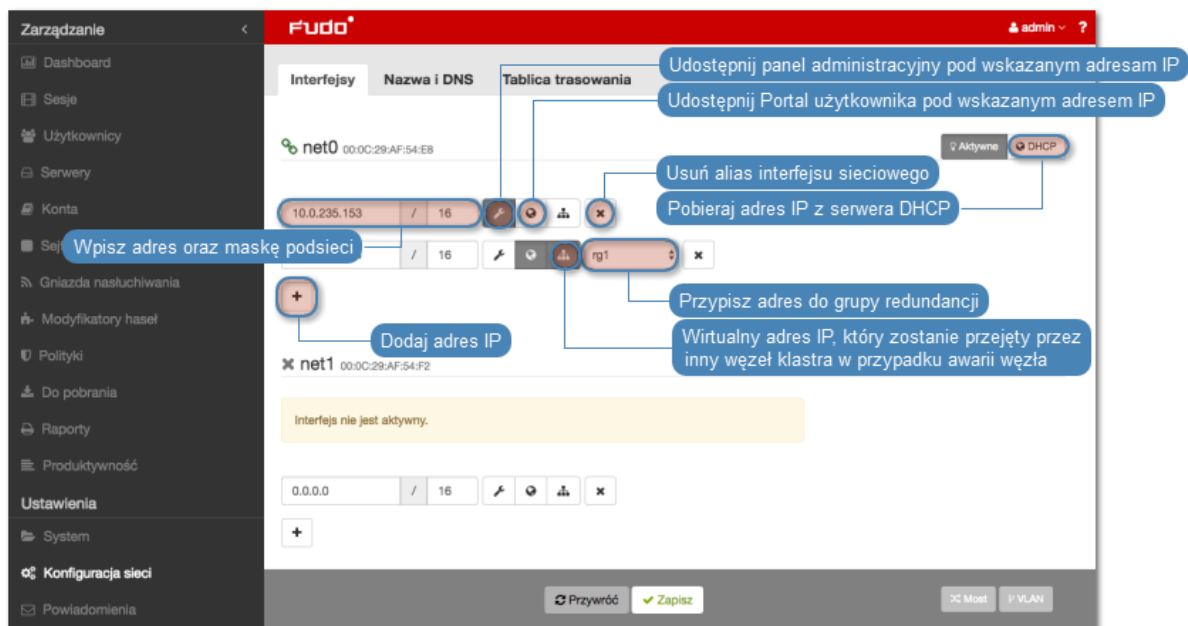 Zarządzanie
Fudo
admin
?
Dashboard
Sesje
Użytkownicy
Serwery
Konta
Sej
Gniazda nasłuchiwania
Modyfikatory haseł
Polityki
Do pobrania
Raporty
Produktywność
Ustawienia
System
Konfiguracja sieci
Powiadomienia
Interfejsy
Nazwa i DNS
Tablica trasowania
Udostępnij panel administracyjny pod wskazanym adresam IP
Udostępnij Portal użytkownika pod wskazanym adresem IP
net0 00:0C:29:AF:54:E8
Aktywne
DHCP
Usuń alias interfejsu sieciowego
Pobieraj adres IP z serwera DHCP
10.0.235.153 / 16
Wpisz adres oraz maskę podsieci
/ 16
rg1
Przypisz adres do grupy redundancji
Dodaj adres IP
Wirtualny adres IP, który zostanie przejęty przez
inny węzeł klastra w przypadku awarii węzła
net1 00:0C:29:AF:54:F2
Interfejs nie jest aktywny.
0.0.0.0 / 16
Przywróć
Zapisz
Most
VLAN